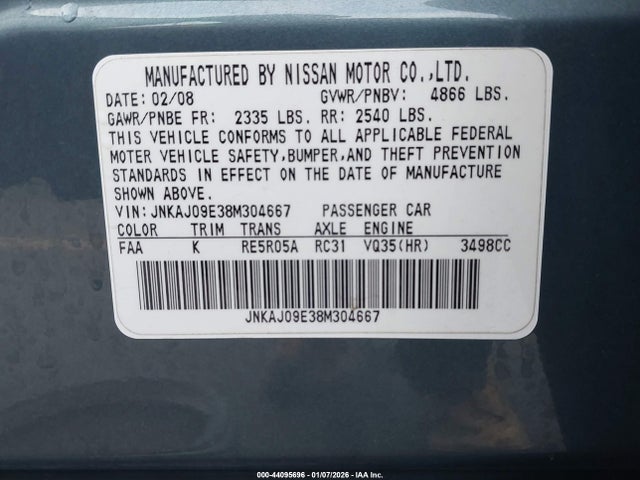 MANUFACTURED BY NISSAN MOTOR CO.,LTD.
DATE: 02/08 GVWR/PNBV: 4866 LBS.
GAWR/PNBE FR: 2335 LBS. RR: 2540 LBS.
THIS VEHICLE CONFORMS TO ALL APPLICABLE FEDERAL
MOTOR VEHICLE SAFETY,BUMPER,AND THEFT PREVENTION
STANDARDS IN EFFECT ON THE DATE OF MANUFACTURE
SHOWN ABOVE.
VIN: JNKAJ09E38M304667 PASSENGER CAR
COLOR TRIM TRANS AXLE ENGINE
FAA K RE5R05A RC31 VQ35(HR) 3498CC
JNKAJ09E38M304667
000-44095696 - 01/07/2026 - IAA Inc.